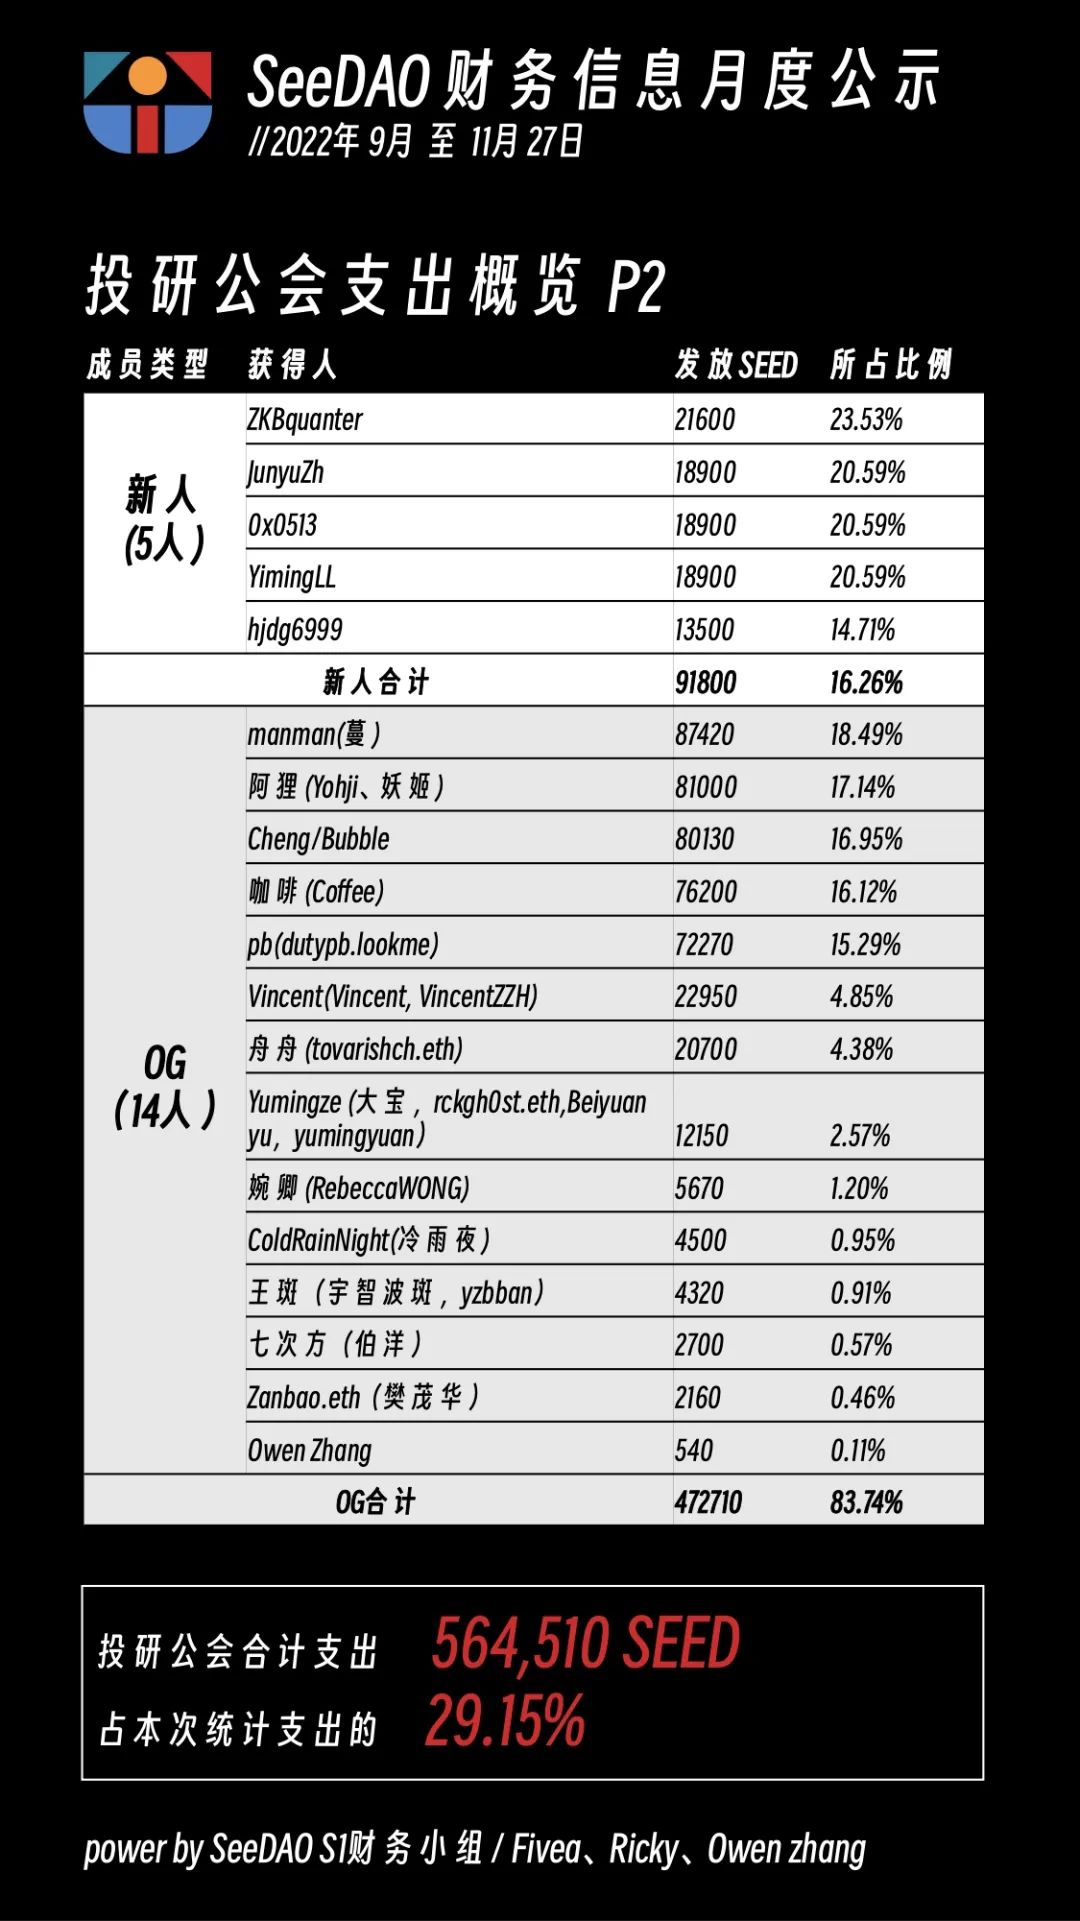 SeeDAO 财务信息月度公示
//2022年 9月 至 11月 27日
投研公会支出概览 P2
成员类型 获得人 发放SEED 所占比例
新人
(5人)
ZKBquanter 21600 23.53%
JunyuZh 18900 20.59%
0x0513 18900 20.59%
YimingLL 18900 20.59%
hjdg6999 13500 14.71%
新人合计 91800 16.26%
OG
(14人)
manman(蔓) 87420 18.49%
阿狸(Yohji、妖姬) 81000 17.14%
Cheng/Bubble 80130 16.95%
咖啡(Coffee) 76200 16.12%
pb(dutypb.lookme) 72270 15.29%
Vincent(Vincent, VincentZZH) 22950 4.85%
舟舟(tovarishch.eth) 20700 4.38%
Yumingze (大宝, rckgh0st.eth,Beiyuan
yu, yumingyuan) 12150 2.57%
婉卿(RebeccaWONG) 5670 1.20%
ColdRainNight(冷雨夜) 4500 0.95%
王斑 (宇智波斑, yzbban) 4320 0.91%
七次方 (伯洋) 2700 0.57%
Zanbao.eth (樊茂华) 2160 0.46%
Owen Zhang 540 0.11%
OG合计 472710 83.74%
投研公会合计支出 564,510 SEED
占本次统计支出的 29.15%
power by SeeDAO S1财务小组 / Fivea、Ricky、Owen zhang